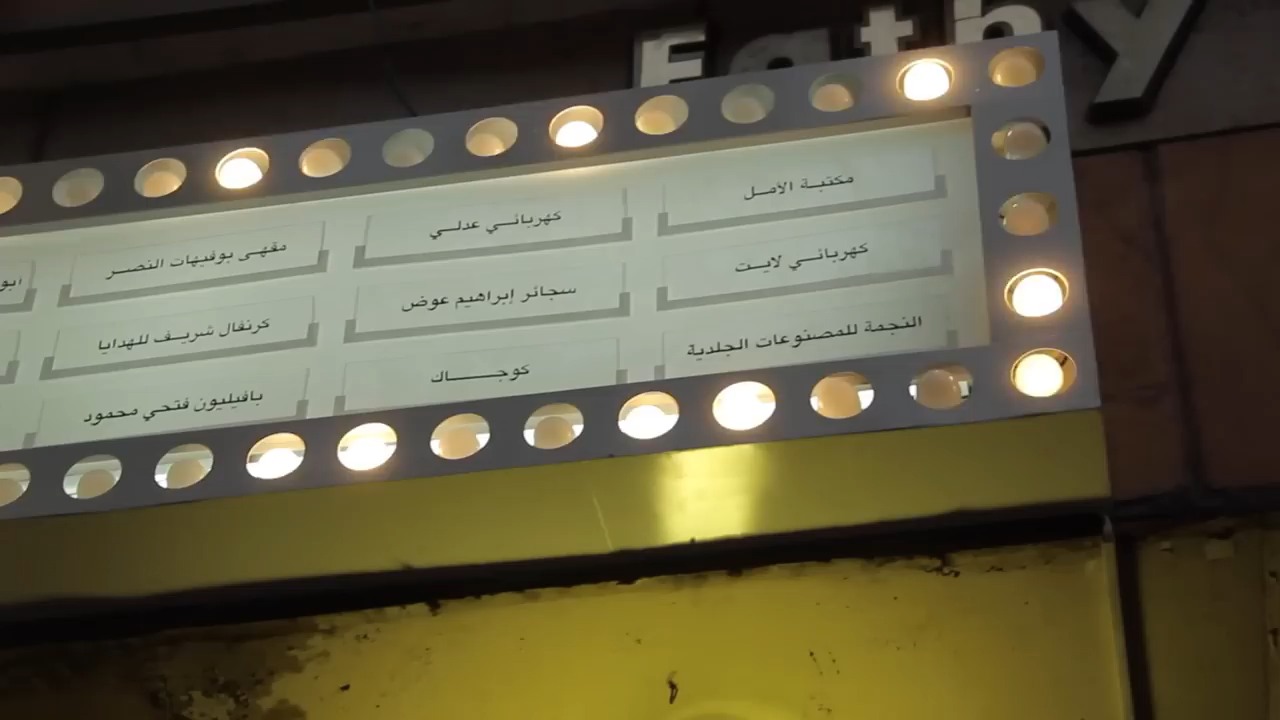 Fathy
مكتبة الأمل
كهربائي عدلي
مقهى بوفيهات النصر
ابو
كهربائي لايت
سجائر إبراهيم عوض
كرنفال شريف للهدايا
النجمة للمصنوعات الجلدية
كوجاك
بافيليون فتحي محمود